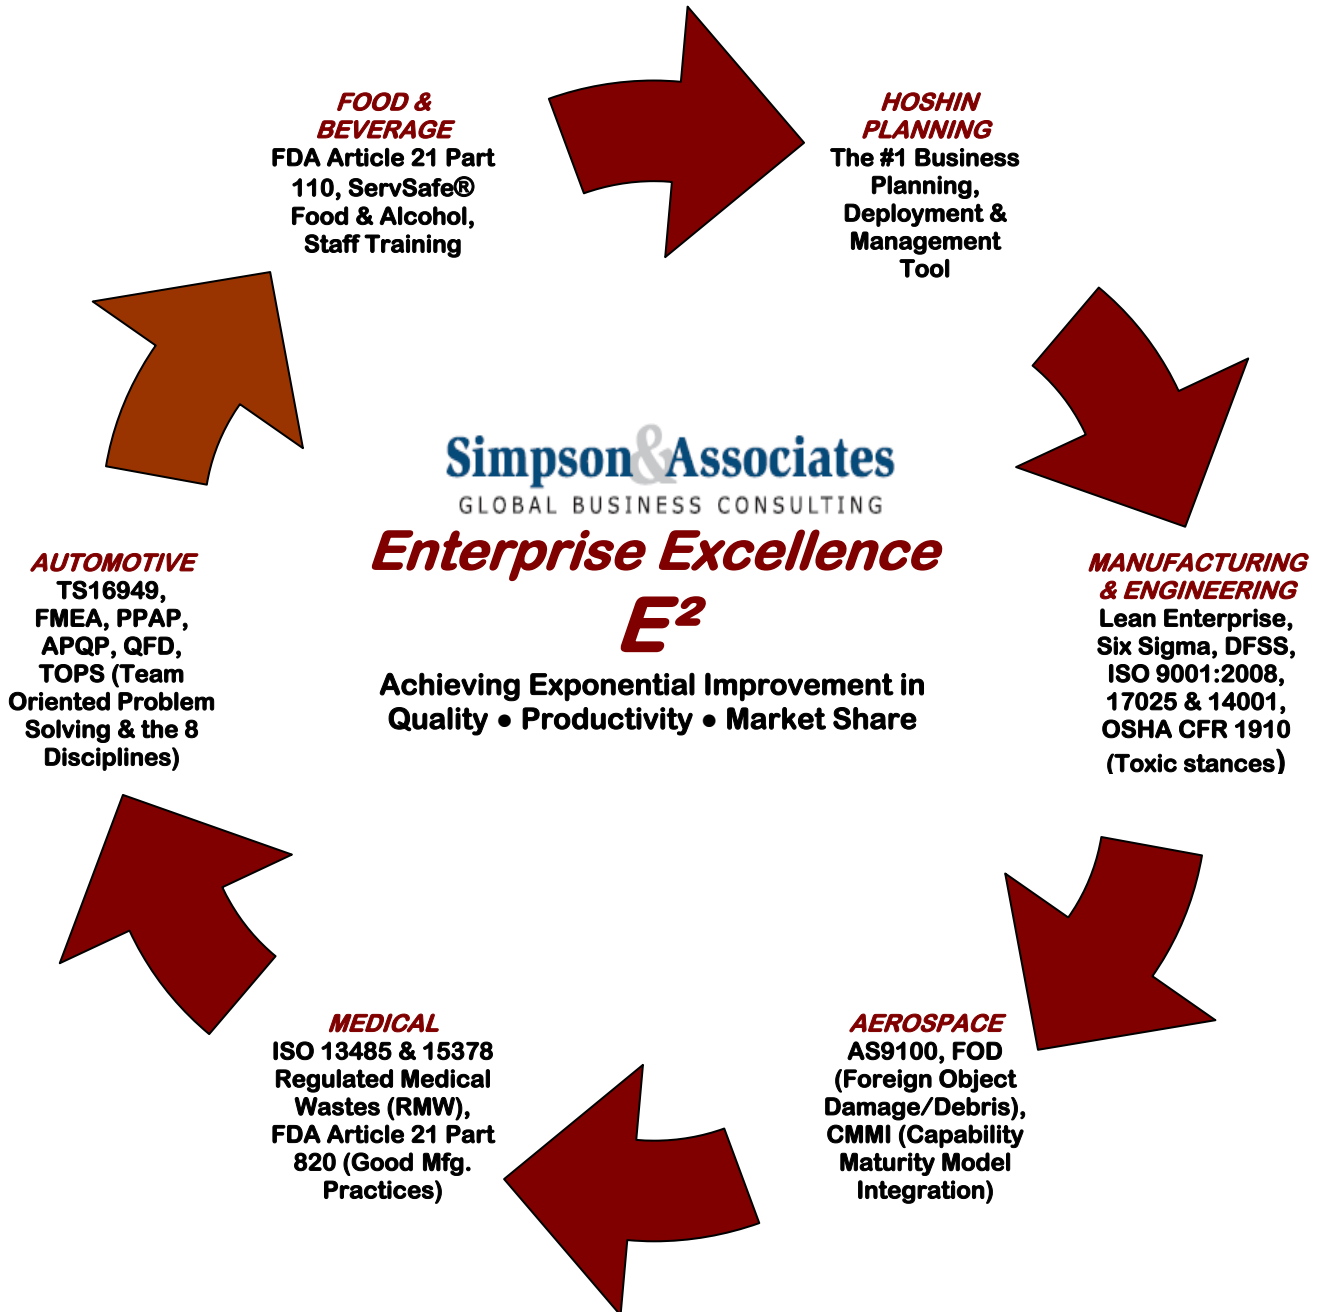 FOOD &
BEVERAGE
FDA Article 21 Part
110, ServSafe®
Food & Alcohol,
Staff Training
HOSHIN
PLANNING
The #1 Business
Planning,
Deployment &
Management
Tool
Simpson&Associates
GLOBAL BUSINESS CONSULTING
Enterprise Excellence
E²
Achieving Exponential Improvement in
Quality ● Productivity ● Market Share
MANUFACTURING
& ENGINEERING
Lean Enterprise,
Six Sigma, DFSS,
ISO 9001:2008,
17025 & 14001,
OSHA CFR 1910
(Toxic stances)
AEROSPACE
AS9100, FOD
(Foreign Object
Damage/Debris),
CMMI (Capability
Maturity Model
Integration)
MEDICAL
ISO 13485 & 15378
Regulated Medical
Wastes (RMW),
FDA Article 21 Part
820 (Good Mfg.
Practices)
AUTOMOTIVE
TS16949,
FMEA, PPAP,
APQP, QFD,
TOPS (Team
Oriented Problem
Solving & the 8
Disciplines)